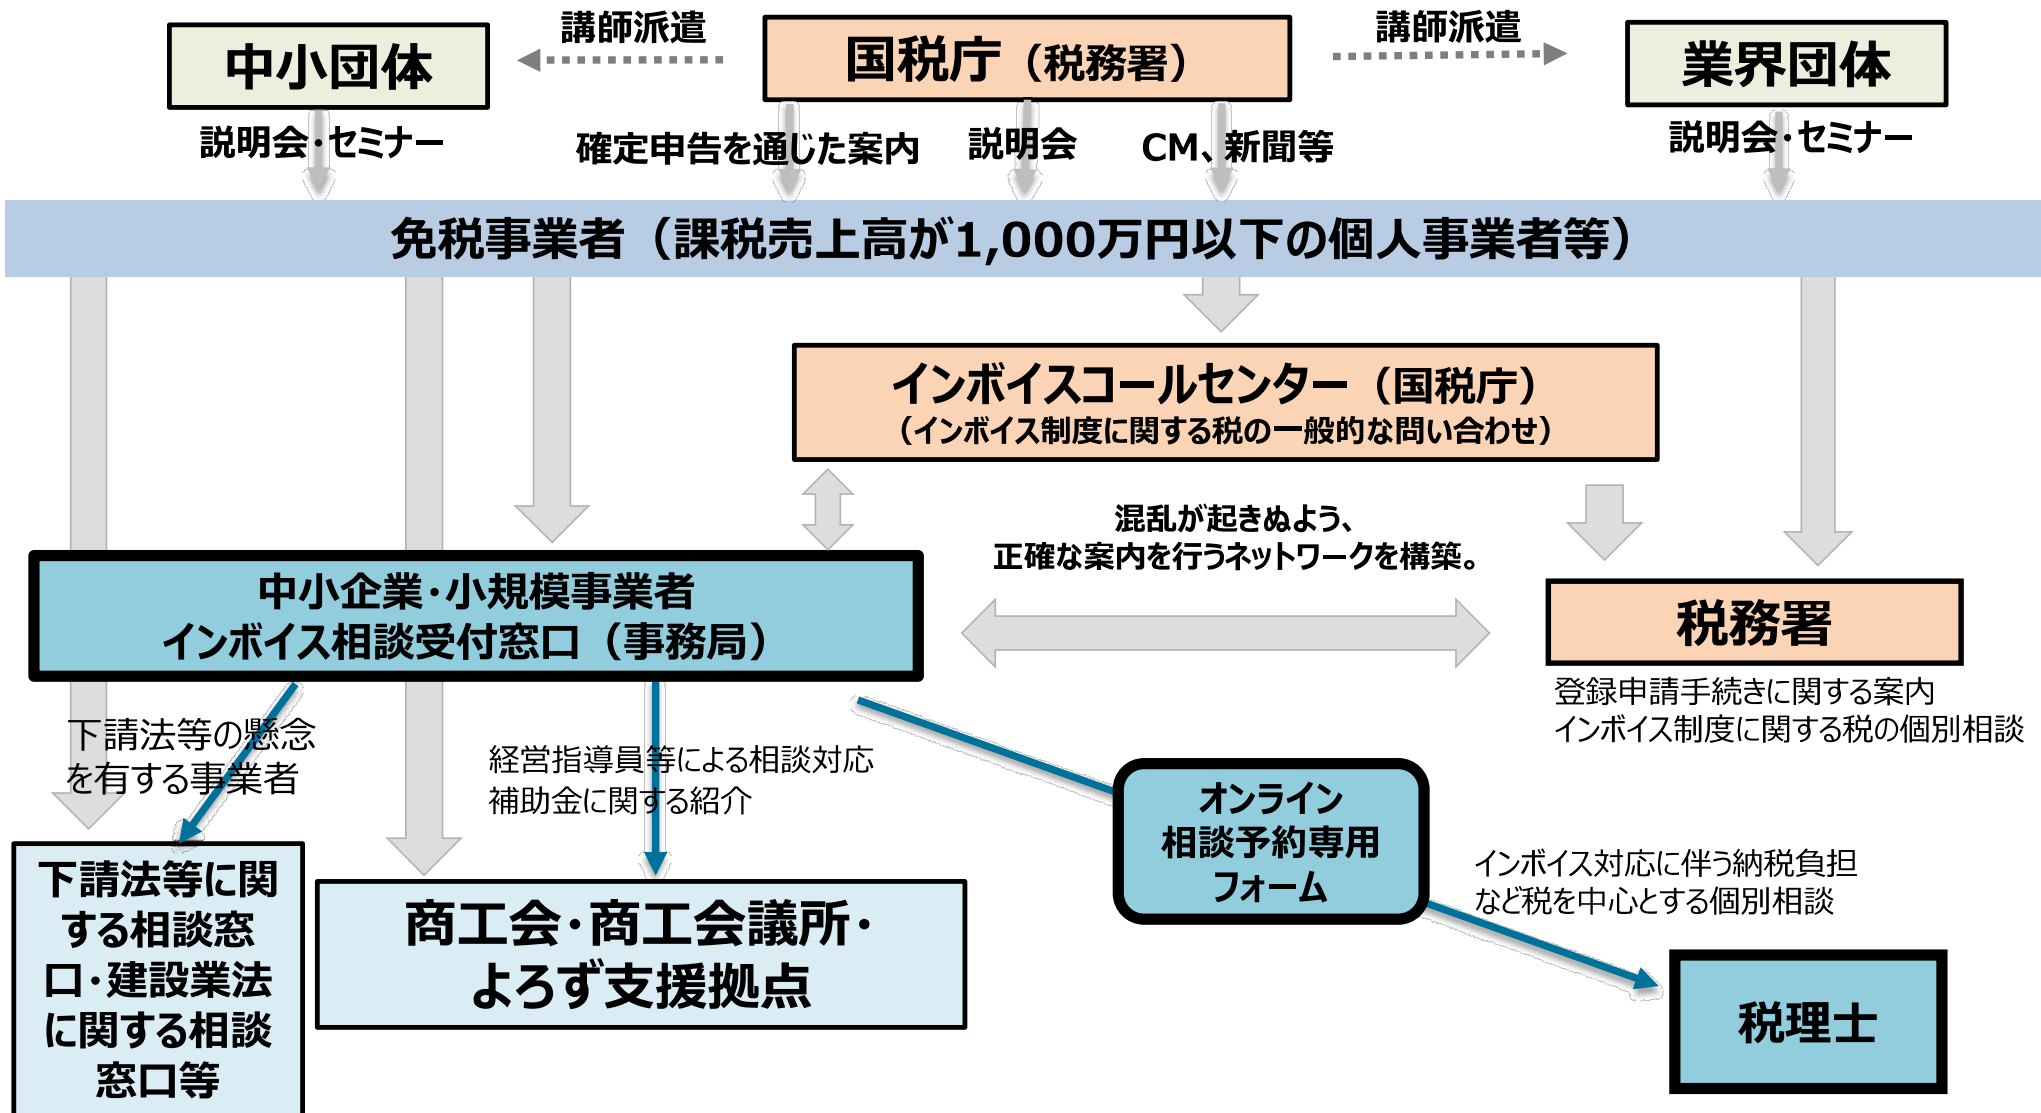 講師派遣
講師派遣
中小団体
国税庁（税務署）
業界団体
説明会・セミナー
確定申告を通じた案内
説明会
CM、新聞等
説明会・セミナー
免税事業者（課税売上高が1,000万円以下の個人事業者等）
インボイスコールセンター（国税庁）
（インボイス制度に関する税の一般的な問い合わせ）
混乱が起きぬよう、
正確な案内を行うネットワークを構築。
中小企業・小規模事業者
インボイス相談受付窓口（事務局）
税務署
登録申請手続きに関する案内
インボイス制度に関する税の個別相談
下請法等の懸念
を有する事業者
経営指導員等による相談対応
補助金に関する紹介
オンライン
相談予約専用
フォーム
インボイス対応に伴う納税負担
など税を中心とする個別相談
下請法等に関
する相談窓
口・建設業法
に関する相談
窓口等
商工会・商工会議所・
よろず支援拠点
税理士